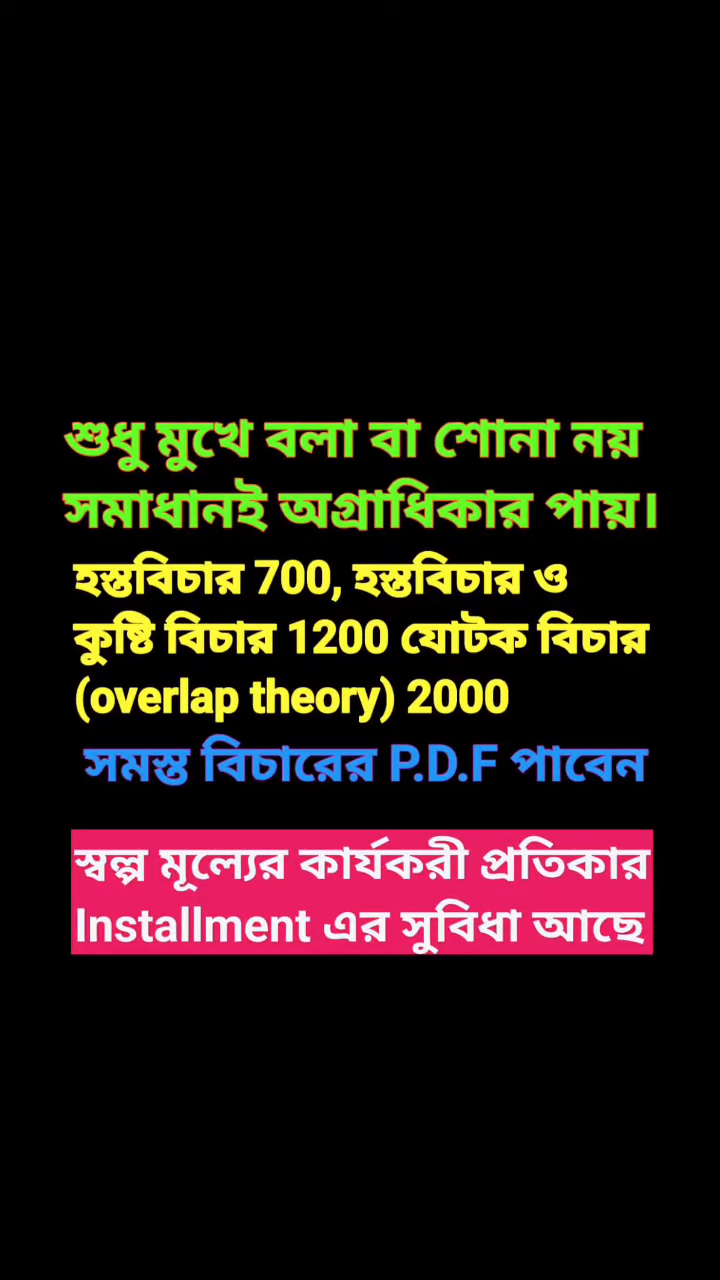 শুধু মুখে বলা বা শোনা নয়
সমাধানই অগ্রাধিকার পায়।
হস্তবিচার 700, হস্তবিচার ও
কুষ্টি বিচার 1200 যোটক বিচার
(overlap theory) 2000
সমস্ত বিচারের P.D.F পাবেন
স্বল্প মূল্যের কার্যকরী প্রতিকার
Installment এর সুবিধা আছে